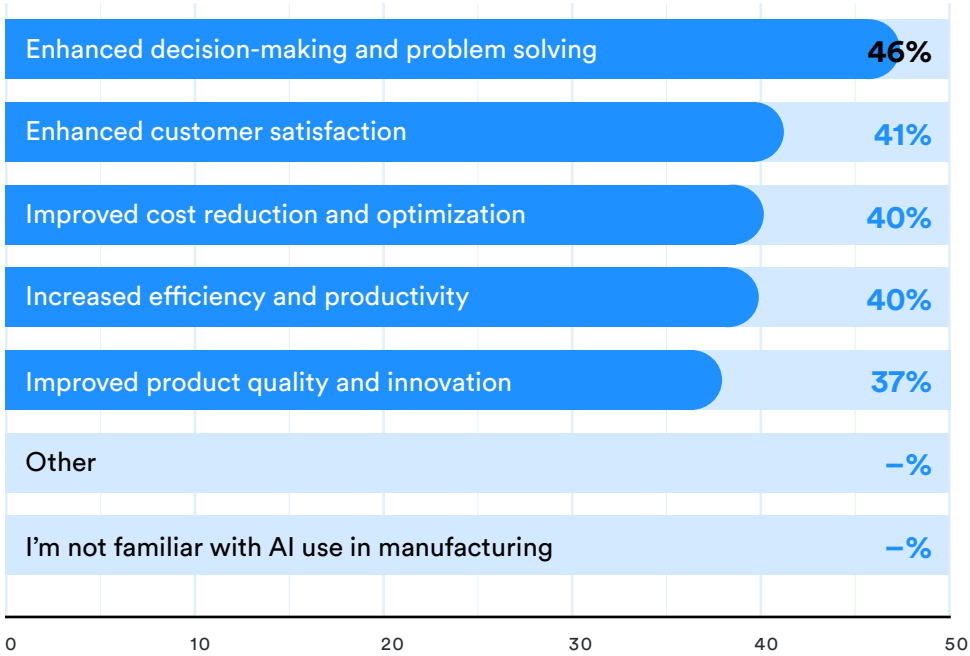 Enhanced decision-making and problem solving 46%
Enhanced customer satisfaction 41%
Improved cost reduction and optimization 40%
Increased efficiency and productivity 40%
Improved product quality and innovation 37%
Other –%
I’m not familiar with AI use in manufacturing –%
0 10 20 30 40 50